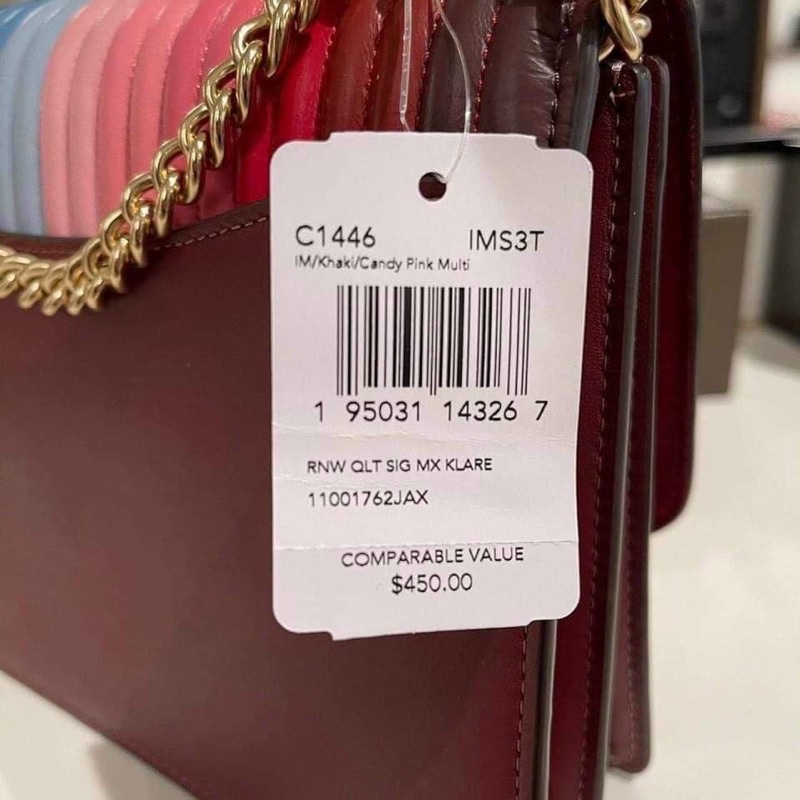 C1446 IMS3T
IM/Khaki/Candy Pink Multi
1 95031 14326 7
RNW QLT SIG MX KLARE
11001762JAX
COMPARABLE VALUE
$450.00